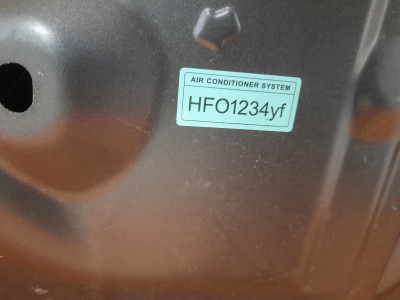 AIR CONDITIONER SYSTEM
HFO1234yf